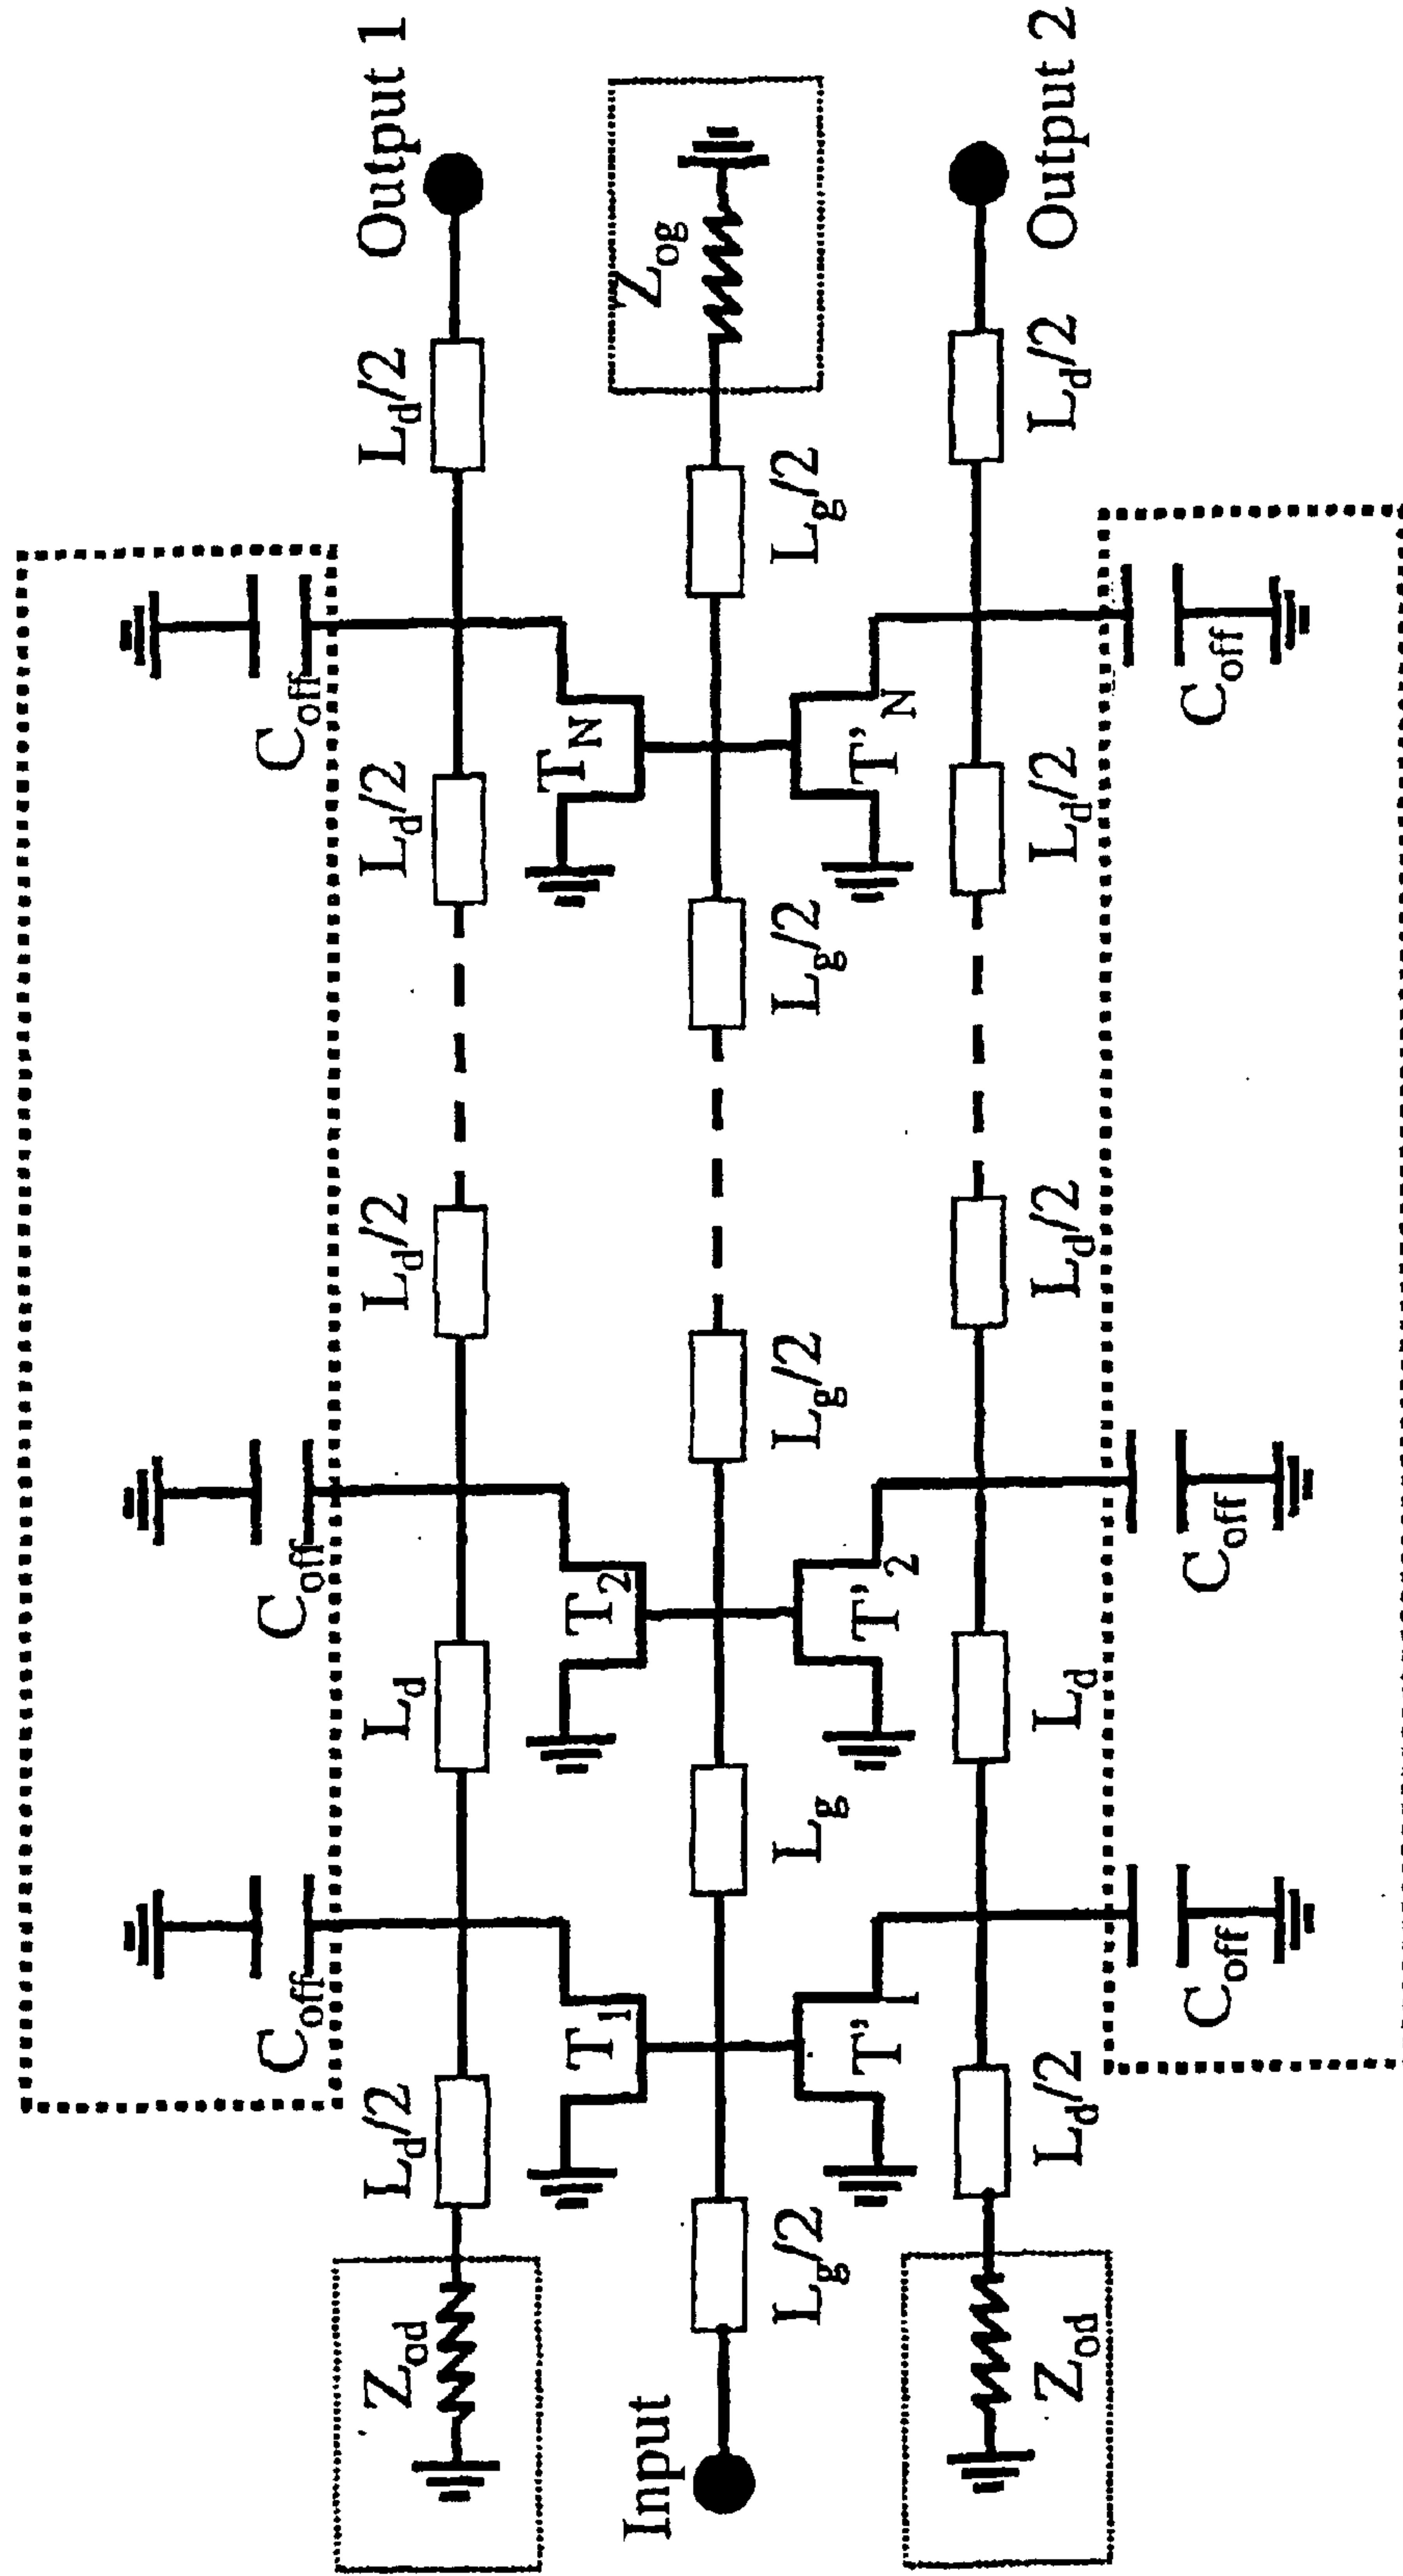 C_off C_off C_off
Z_od L_d/2 L_d L_d/2 L_d/2 L_d/2 Output 1
T_1 T_2 T_N
Input Z_og
L_g/2 L_g L_g/2 L_g/2 L_g/2
T'_1 T'_2 T'_N
Z_od L_d/2 L_d L_d/2 L_d/2 L_d/2 Output 2
C_off C_off C_off